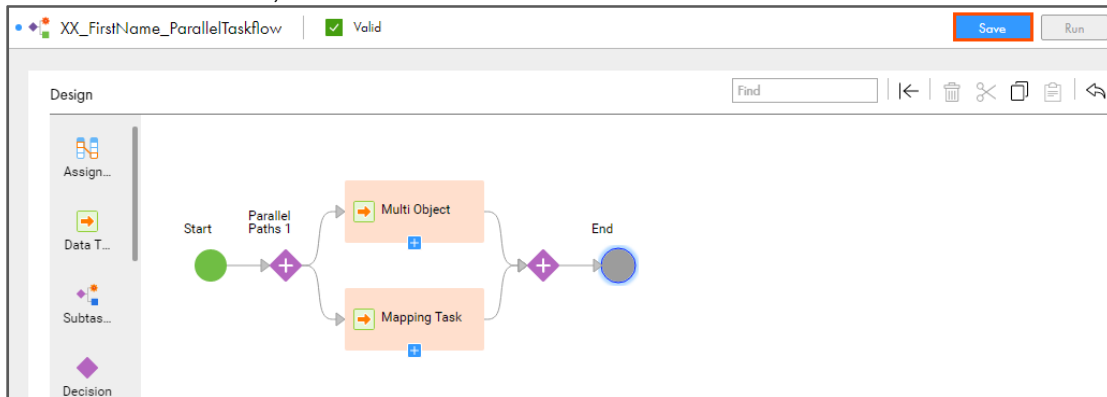 XX_FirstName_ParallelTaskflow
Valid
Save
Run
Design
Find
Assign...
Data T...
Subtas...
Decision
Start
Parallel
Paths 1
Multi Object
Mapping Task
End